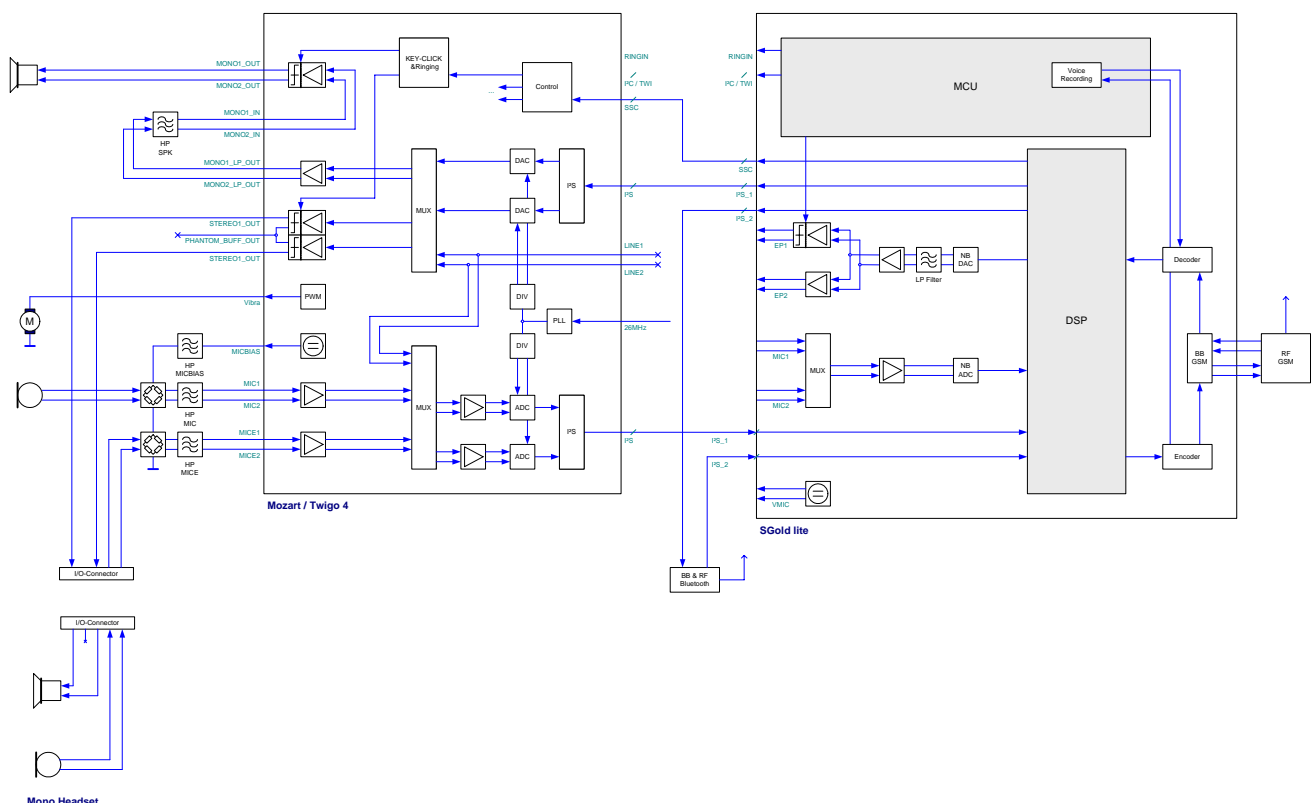 MONO1_OUT
MONO2_OUT
MONO1_IN
MONO2_IN
HP
SPK
MONO1_LP_OUT
MONO2_LP_OUT
STEREO1_OUT
PHANTOM_BUFF_OUT
STEREO1_OUT
Vibra
M
HP
MICBIAS
MICBIAS
MIC1
MIC2
HP
MIC
MICE1
MICE2
HP
MICE
KEY-CLICK
&Ringing
Control
...
MUX
DAC
DAC
I²S
PWM
DIV
PLL
DIV
MUX
ADC
ADC
I²S
Mozart / Twigo 4
RINGIN
I²C / TWI
SSC
I²S
LINE1
LINE2
26MHz
I²S
RINGIN
I²C / TWI
SSC
I²S_1
I²S_2
MCU
Voice
Recording
EP1
EP2
LP Filter
NB
DAC
DSP
Decoder
MIC1
MIC2
MUX
NB
ADC
BB
GSM
RF
GSM
I²S_1
I²S_2
Encoder
VMIC
SGold lite
I/O-Connector
BB & RF
Bluetooth
I/O-Connector
Mono Headset